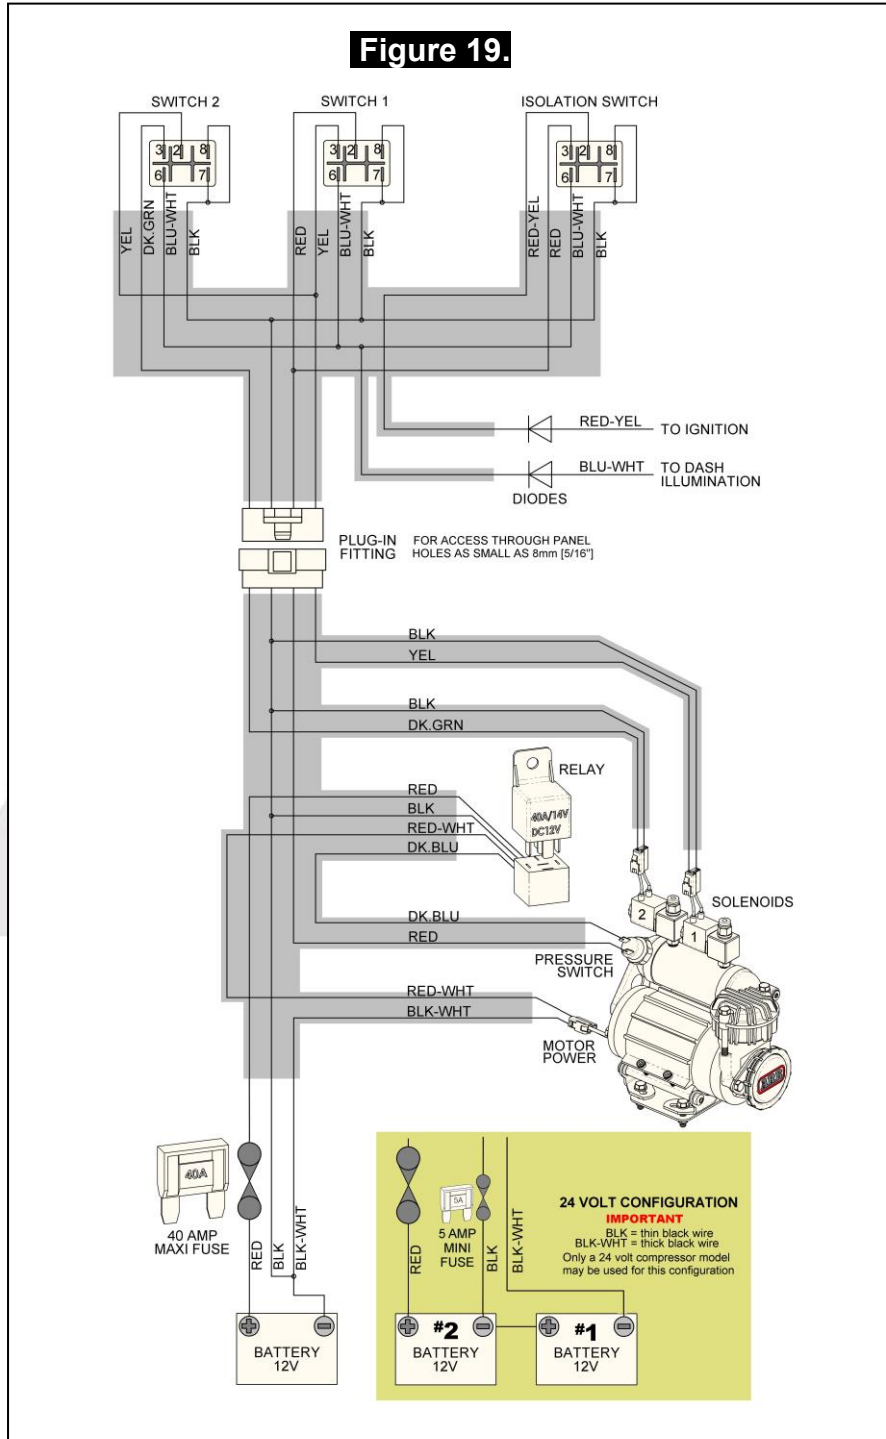 Figure 19.
SWITCH 2
SWITCH 1
ISOLATION SWITCH
3 2 8
6 7
3 2 8
6 7
3 2 8
6 7
YEL
DK.GRN
BLU-WHT
BLK
RED
YEL
BLU-WHT
BLK
RED-YEL
RED
BLU-WHT
BLK
RED-YEL
TO IGNITION
BLU-WHT
TO DASH
ILLUMINATION
DIODES
PLUG-IN
FITTING
FOR ACCESS THROUGH PANEL
HOLES AS SMALL AS 8mm [5/16"]
BLK
YEL
BLK
DK.GRN
RELAY
40A/14V
DC12V
RED
BLK
RED-WHT
DK.BLU
SOLENOIDS
2
1
DK.BLU
RED
PRESSURE
SWITCH
RED-WHT
BLK-WHT
MOTOR
POWER
ARB
40A
40 AMP
MAXI FUSE
RED
BLK
BLK-WHT
BATTERY
12V
5A
5 AMP
MINI
FUSE
RED
BLK
BLK-WHT
24 VOLT CONFIGURATION
IMPORTANT
BLK = thin black wire
BLK-WHT = thick black wire
Only a 24 volt compressor model
may be used for this configuration
#2
BATTERY
12V
#1
BATTERY
12V